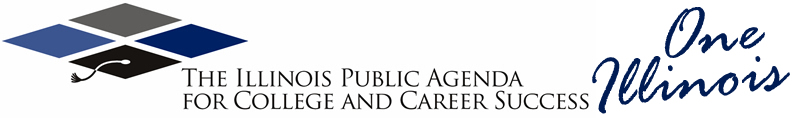 The Illinois Public Agenda
for College and Career Success
One
Illinois